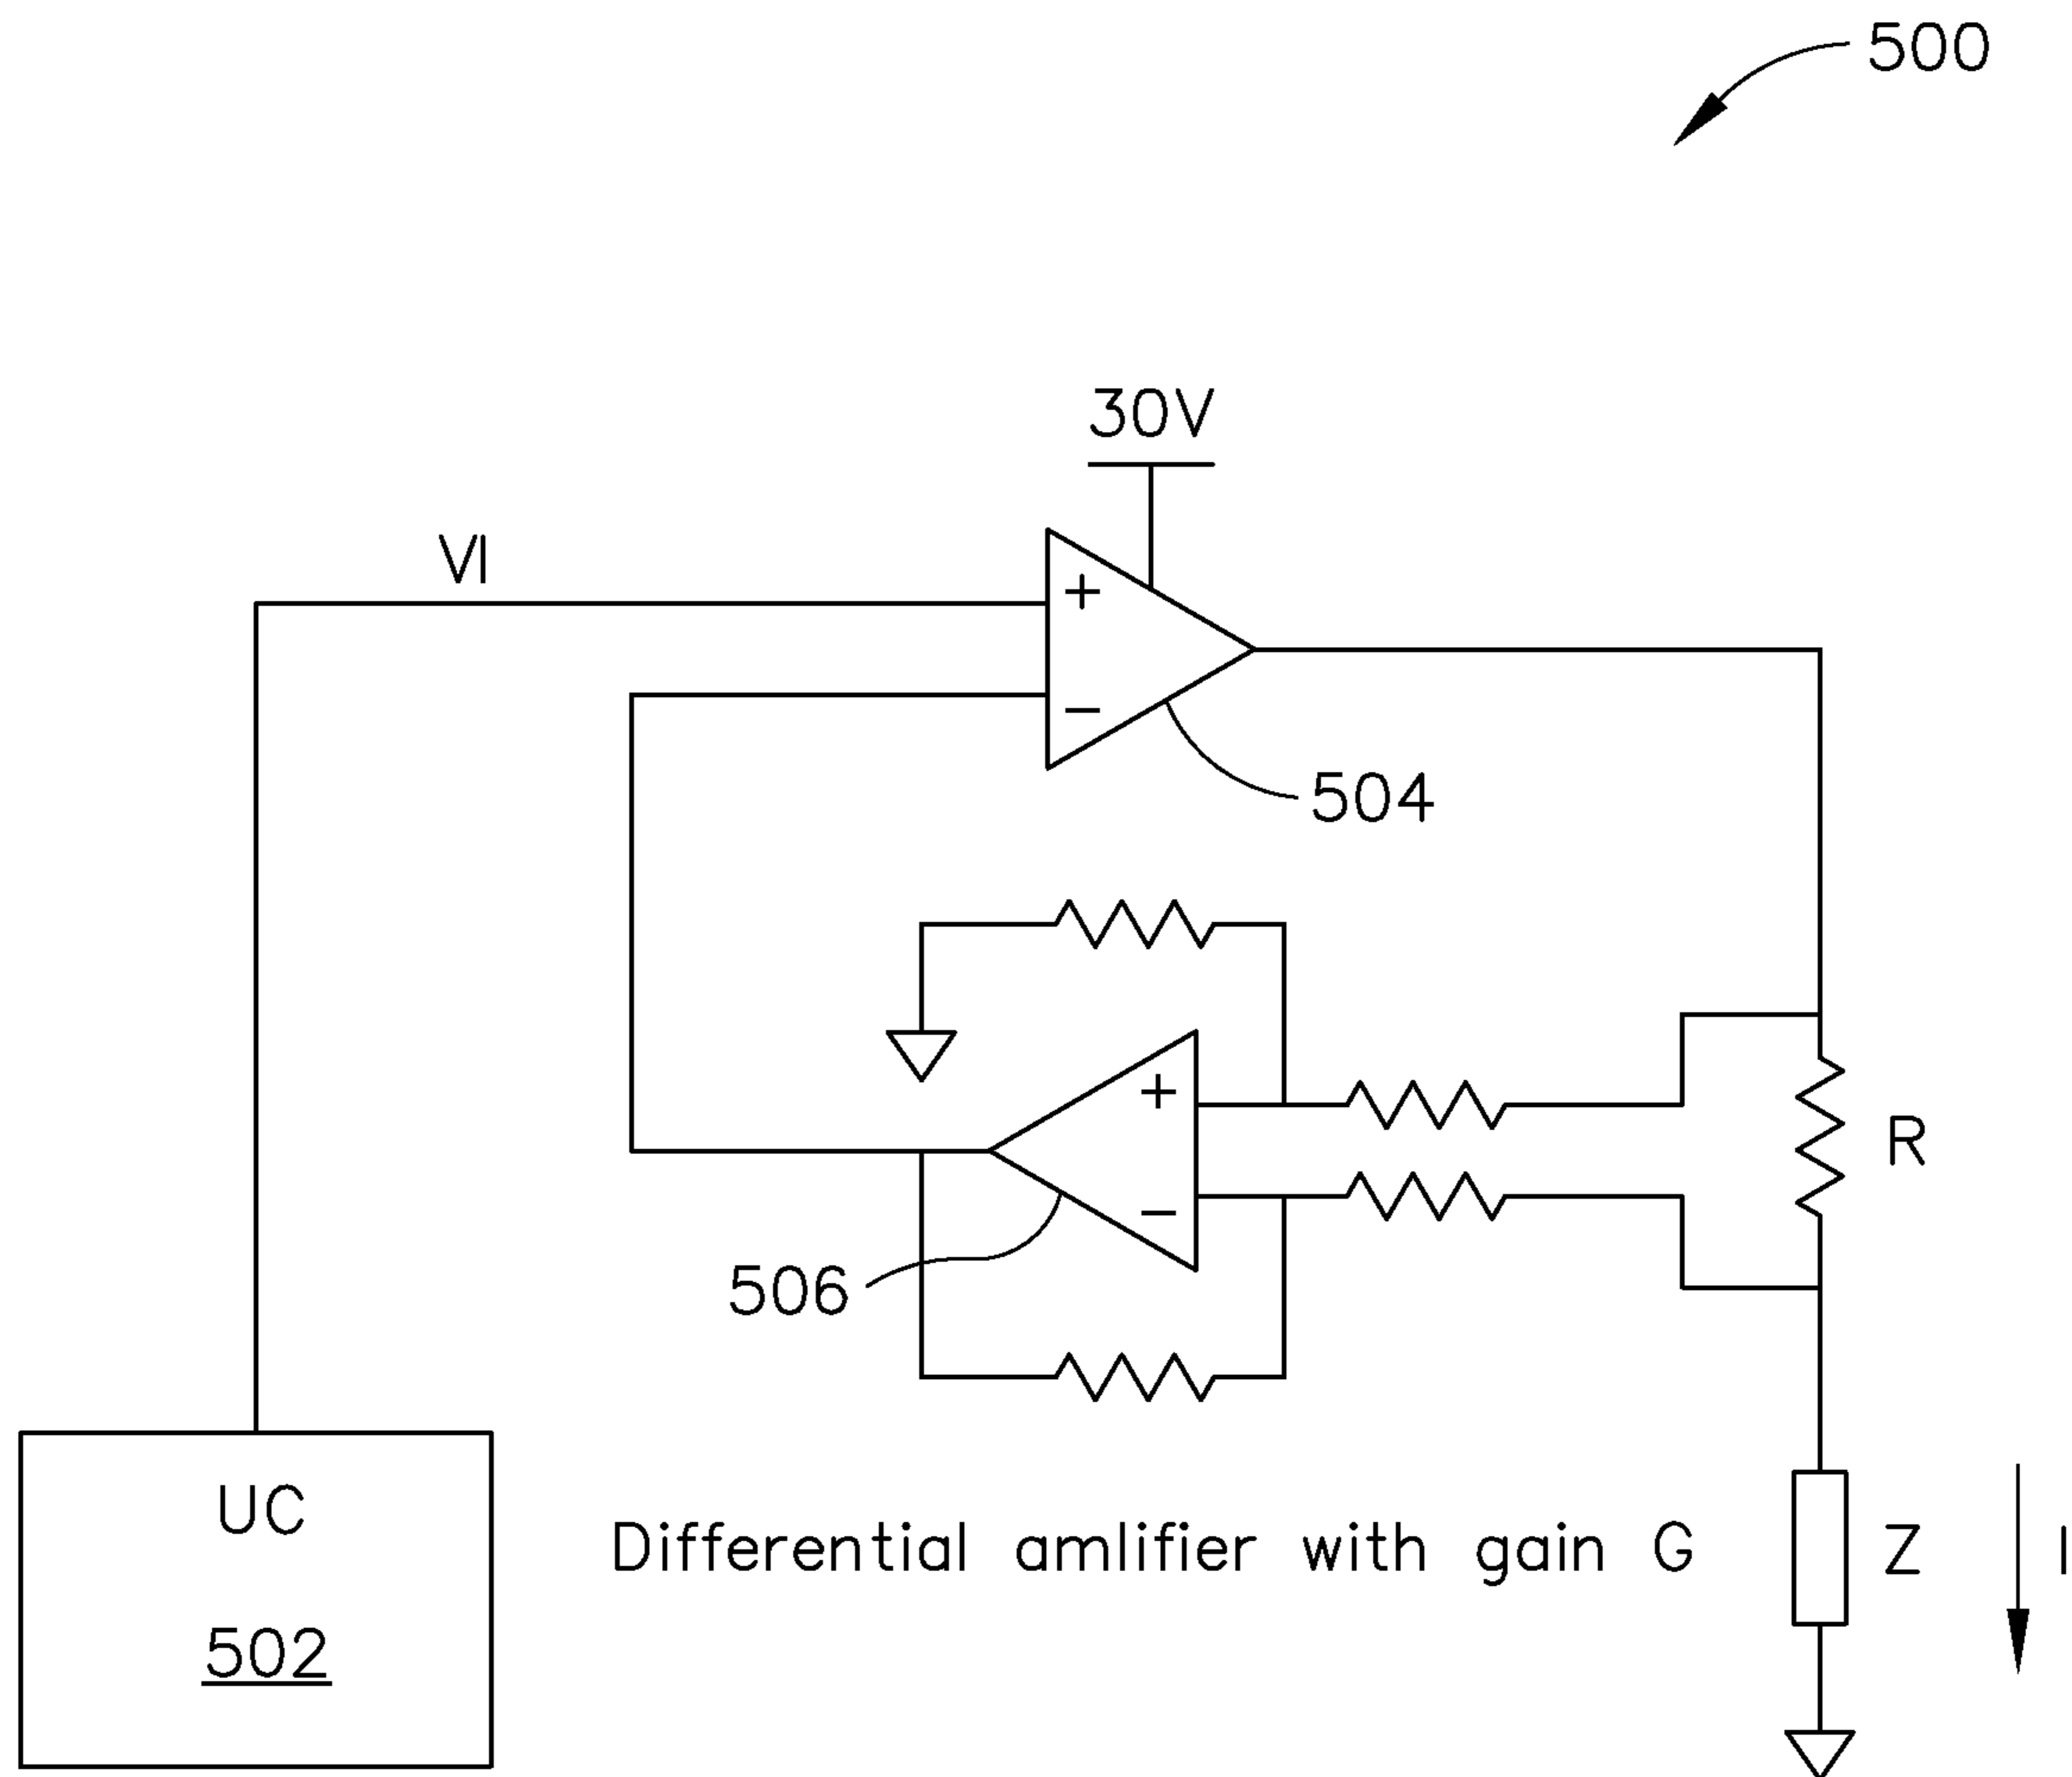 500
30V
VI
+
−
504
+
R
−
506
UC
Differential amlifier with gain G
Z
I
502